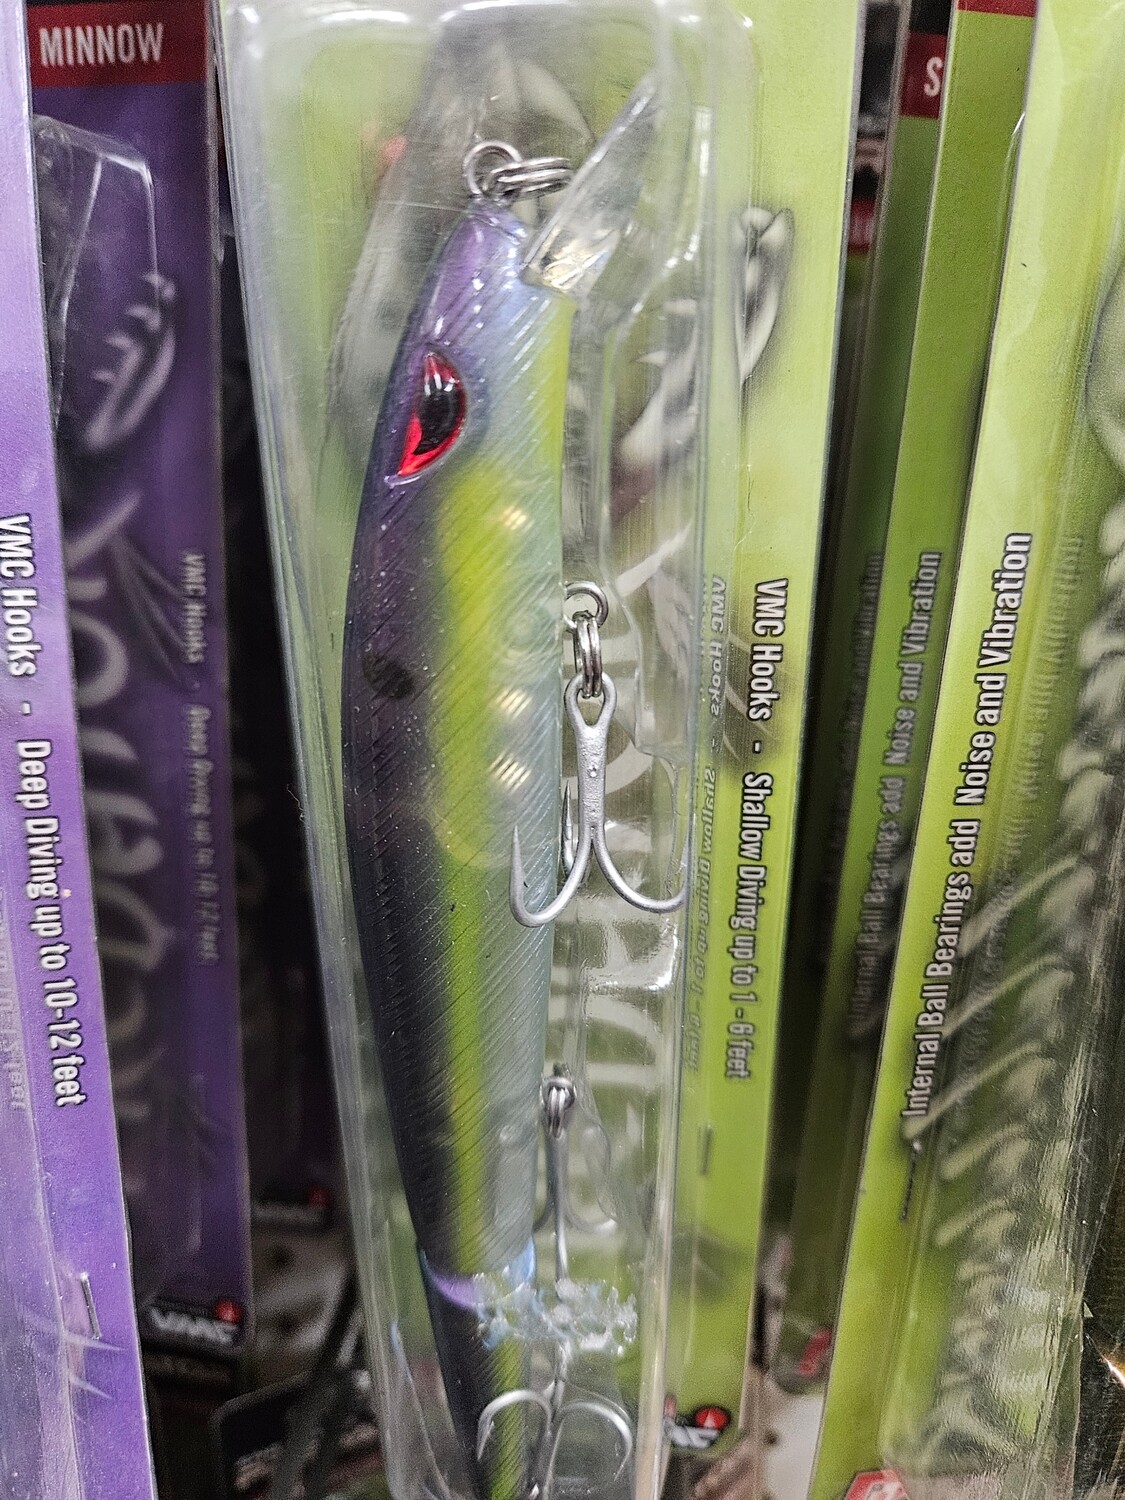 MINNOW
S
VMC Hooks - Deep Diving up to 10-12 feet
VMC Hooks - Deep Diving up to 10-12 feet
VMC Hooks - Shallow Diving up to 1 - 6 feet
VMC Hooks - Shallow Diving up to 1 - 6 feet
Internal Ball Bearings add Noise and Vibration
Internal Ball Bearings add Noise and Vibration
VMC